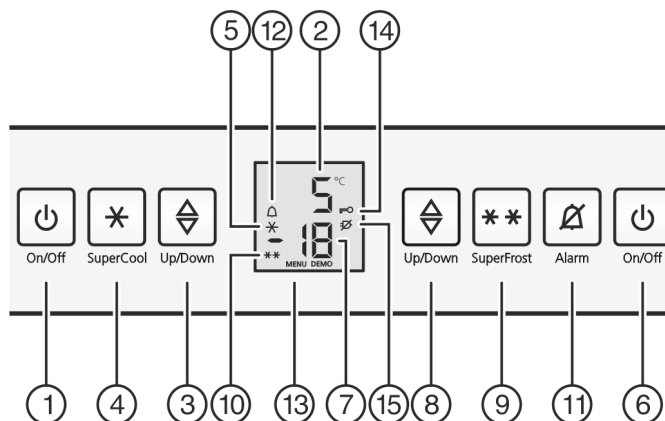 5 12 2 14
5 °C
-18
MENU DEMO
On/Off SuperCool Up/Down Up/Down SuperFrost Alarm On/Off
1 4 3 10 13 7 15 8 9 11 6